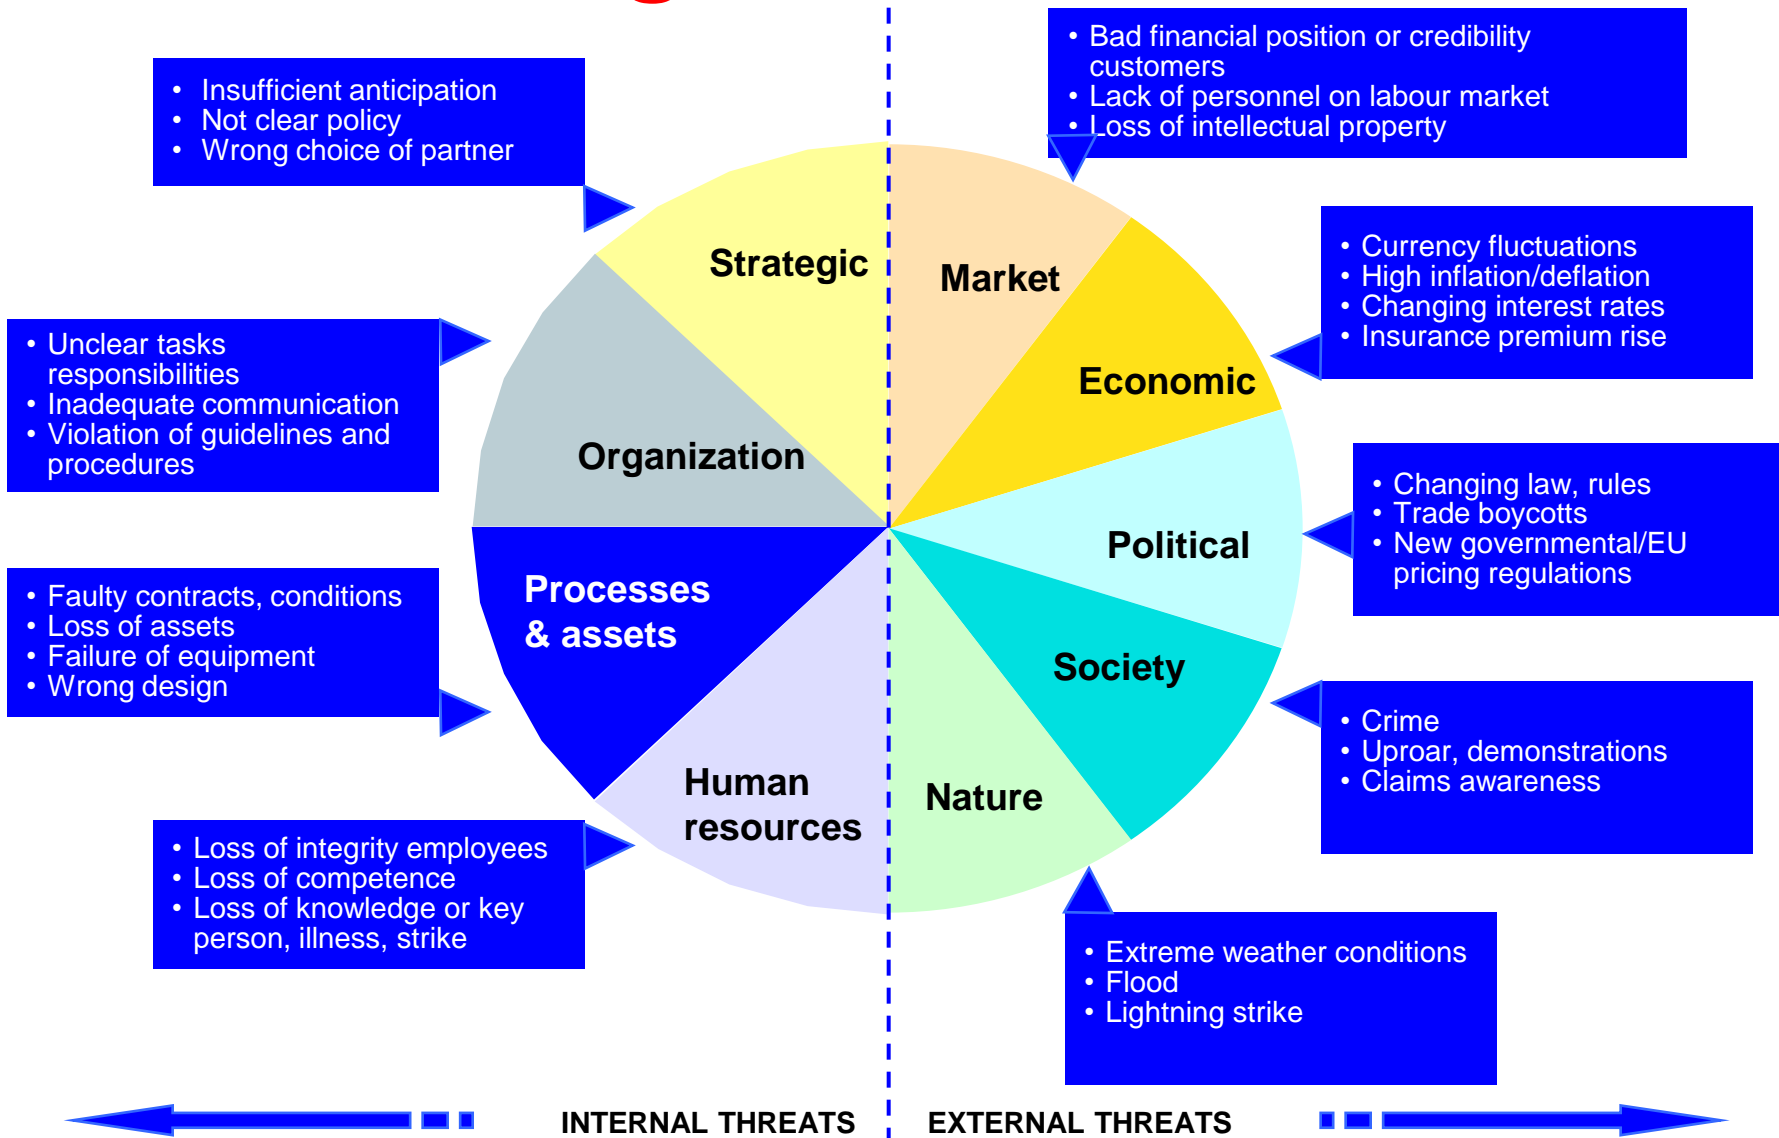 • Insufficient anticipation
• Not clear policy
• Wrong choice of partner
• Bad financial position or credibility
customers
• Lack of personnel on labour market
• Loss of intellectual property
Strategic
Market
• Currency fluctuations
• High inflation/deflation
• Changing interest rates
• Insurance premium rise
• Unclear tasks
responsibilities
• Inadequate communication
• Violation of guidelines and
procedures
Economic
Organization
• Changing law, rules
• Trade boycotts
• New governmental/EU
pricing regulations
Political
Processes
& assets
• Faulty contracts, conditions
• Loss of assets
• Failure of equipment
• Wrong design
Society
• Crime
• Uproar, demonstrations
• Claims awareness
Human
resources
Nature
• Loss of integrity employees
• Loss of competence
• Loss of knowledge or key
person, illness, strike
• Extreme weather conditions
• Flood
• Lightning strike
INTERNAL THREATS
EXTERNAL THREATS